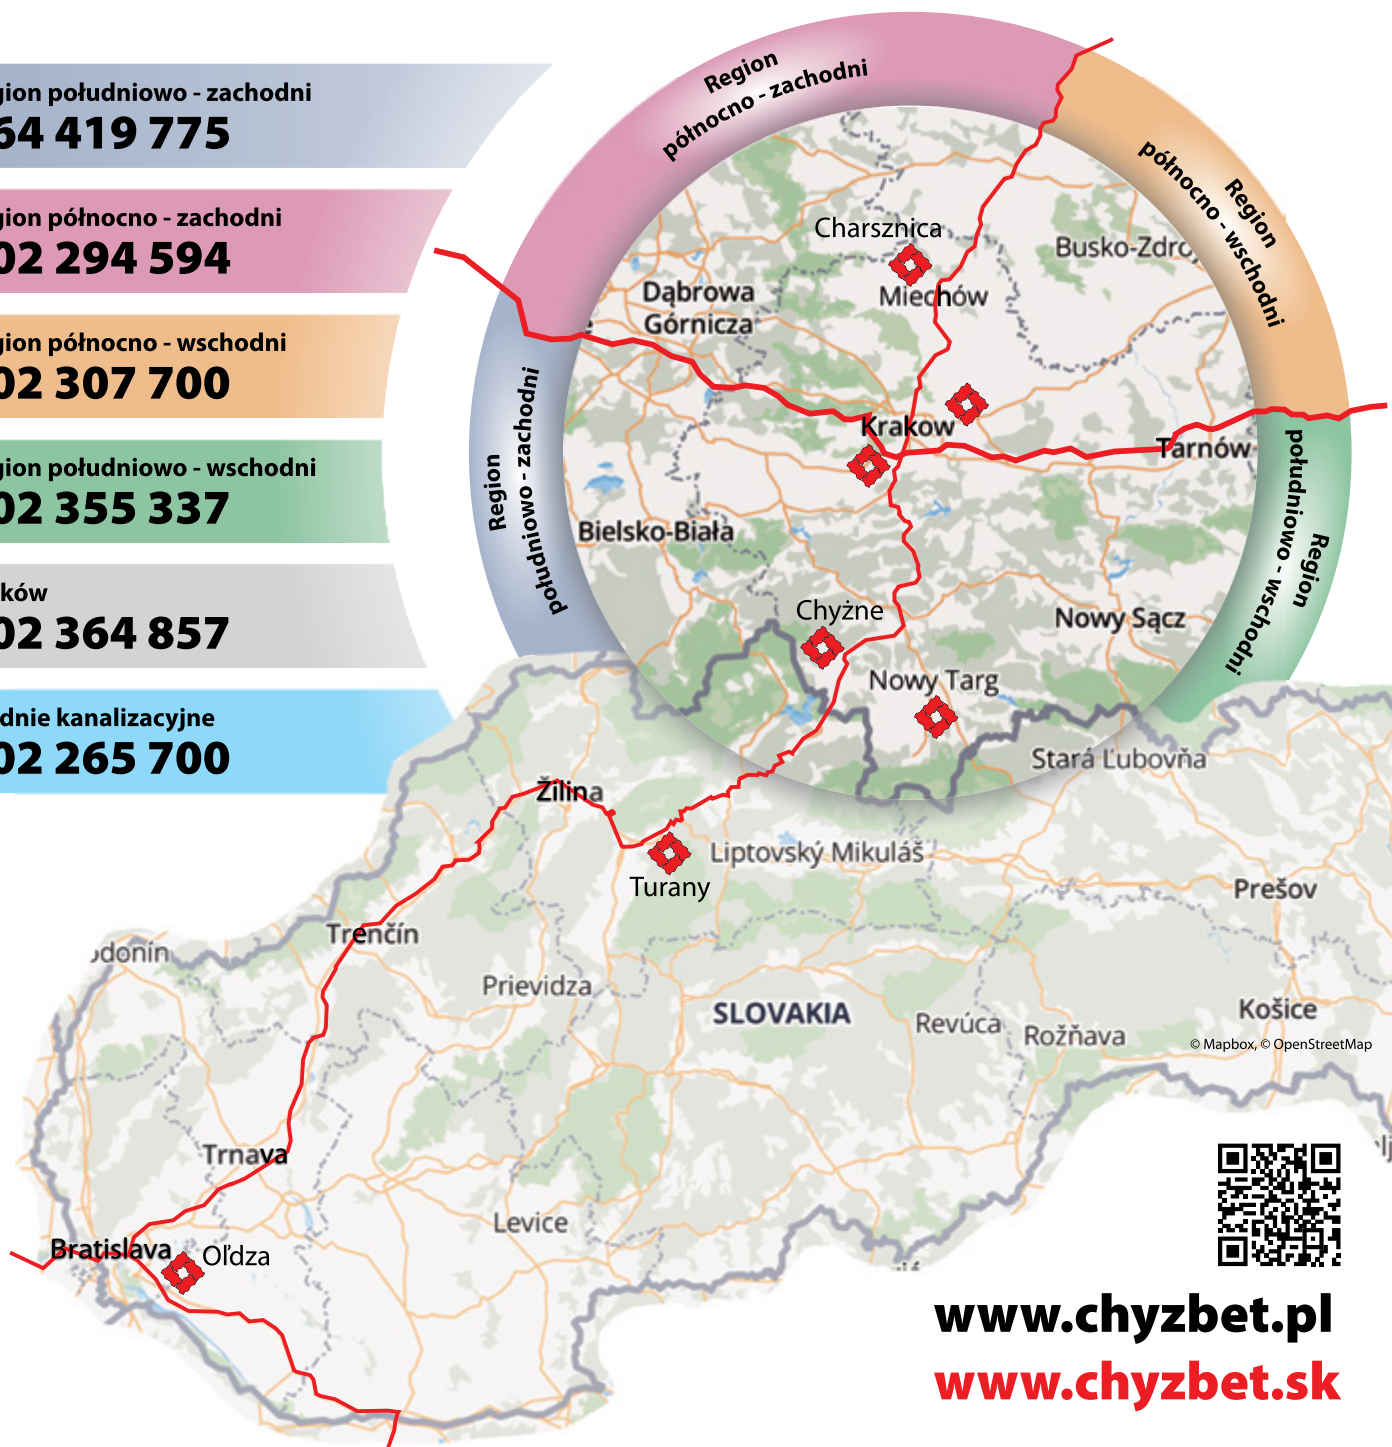 gion południowo - zachodni
64 419 775
gion północno - zachodni
02 294 594
gion północno - wschodni
02 307 700
gion południowo - wschodni
02 355 337
ków
02 364 857
dnie kanalizacyjne
02 265 700
Region
północno - zachodni
Region
północno - wschodni
Region
południowo - zachodni
Region
południowo - wschodni
Charsznica
Busko-Zdro
Miechów
Dąbrowa
Górnicza
Krakow
Tarnów
Bielsko-Biała
Chyżne
Nowy Sącz
Nowy Targ
Stará Ľubovňa
Žilina
Liptovský Mikuláš
Turany
Prešov
Trenčín
odonín
Prievidza
SLOVAKIA
Revúca
Rožňava
Košice
© Mapbox, © OpenStreetMap
Trnava
Levice
Bratislava
Oľdza
www.chyzbet.pl
www.chyzbet.sk